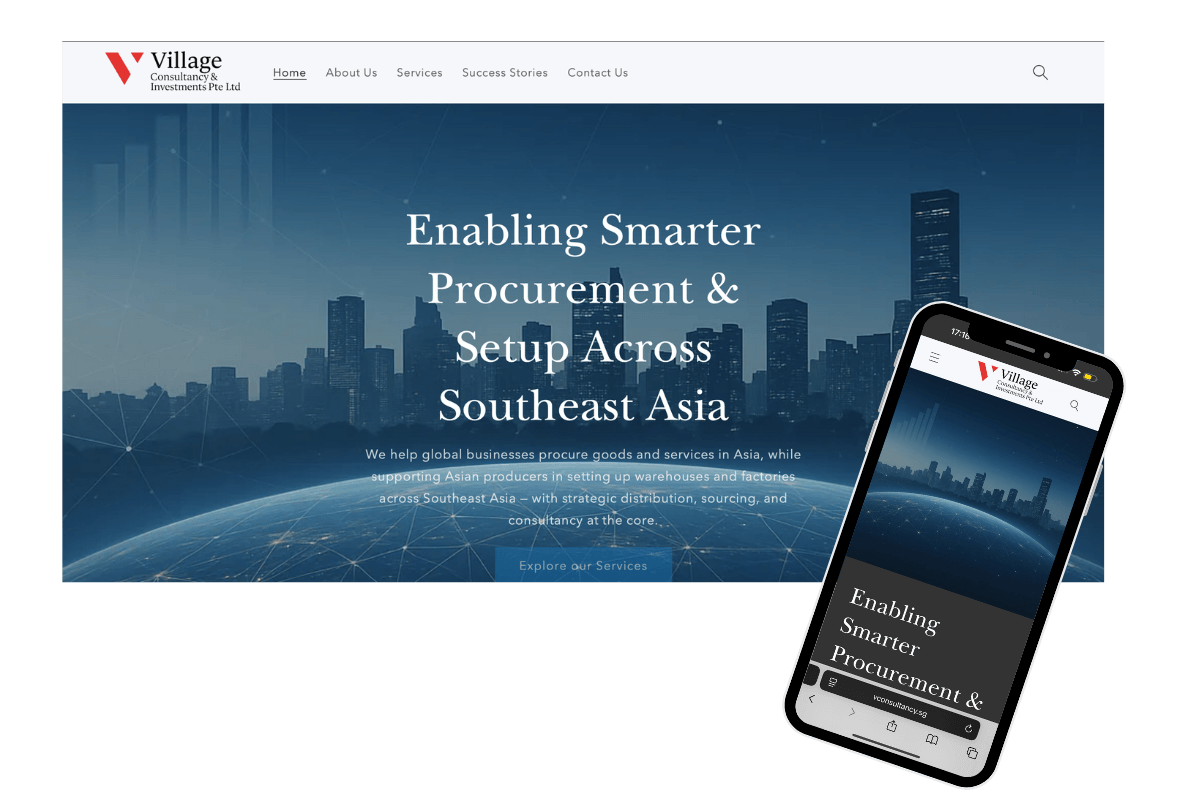 Village
Consultancy &
Investments Pte Ltd
Home About Us Services Success Stories Contact Us
Enabling Smarter
Procurement &
Setup Across
Southeast Asia
We help global businesses procure goods and services in Asia, while
supporting Asian producers in setting up warehouses and factories
across Southeast Asia – with strategic distribution, sourcing, and
consultancy at the core.
Explore our Services
17:16
Village
Consultancy &
Investments Pte Ltd
Enabling
Smarter
Procurement &
vconsultancy.sg